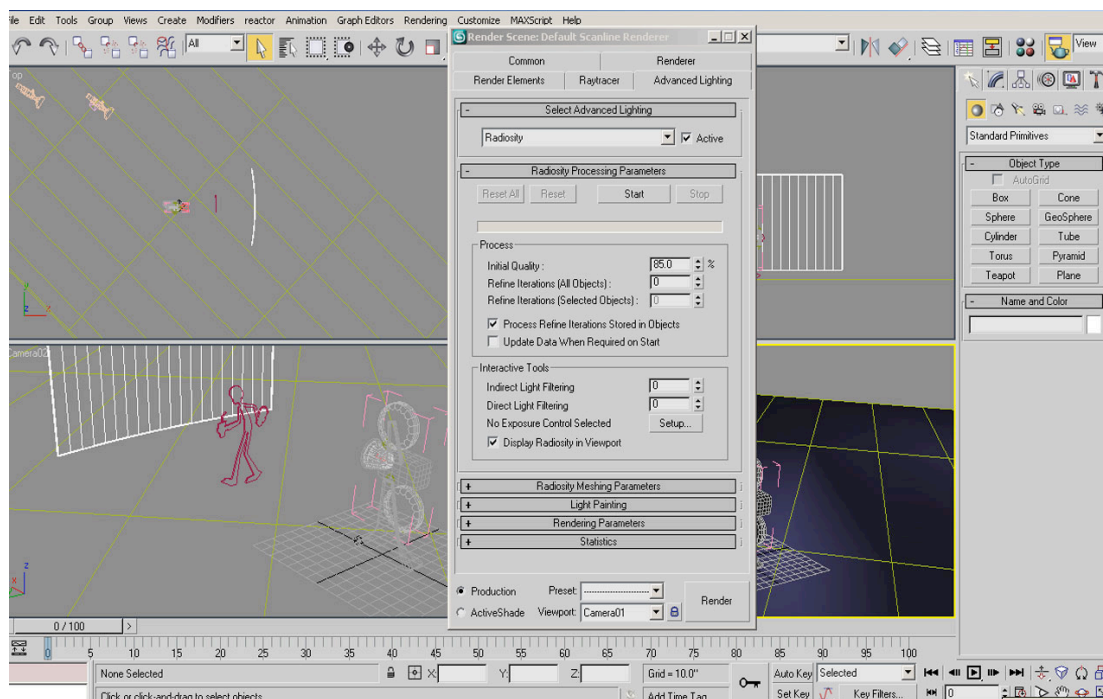 File Edit Tools Group Views Create Modifiers reactor Animation Graph Editors Rendering Customize MAXScript Help
All
View
Render Scene: Default Scanline Renderer
Common Renderer
Render Elements Raytracer Advanced Lighting
- Select Advanced Lighting
Radiosity Active
- Radiosity Processing Parameters
Reset All Reset Start Stop
Process
Initial Quality : 85.0 %
Refine Iterations (All Objects) : 0
Refine Iterations (Selected Objects) : 0
Process Refine Iterations Stored in Objects
Update Data When Required on Start
Interactive Tools
Indirect Light Filtering 0
Direct Light Filtering 0
No Exposure Control Selected Setup...
Display Radiosity in Viewport
+ Radiosity Meshing Parameters
+ Light Painting
+ Rendering Parameters
+ Statistics
Production Preset: --------------------
ActiveShade Viewport: Camera01
Render
Standard Primitives
- Object Type
AutoGrid
Box Cone
Sphere GeoSphere
Cylinder Tube
Torus Pyramid
Teapot Plane
- Name and Color
op
y
z x
Camera02
z
x
0 / 100 >
0 5 10 15 20 25 30 35 40 45 50 55 60 65 70 75 80 85 90 95 100
None Selected X: Y: Z: Grid = 10.0" Auto Key Selected
Click or click-and-drag to select objects Add Time Tag Set Key Key Filters... 0